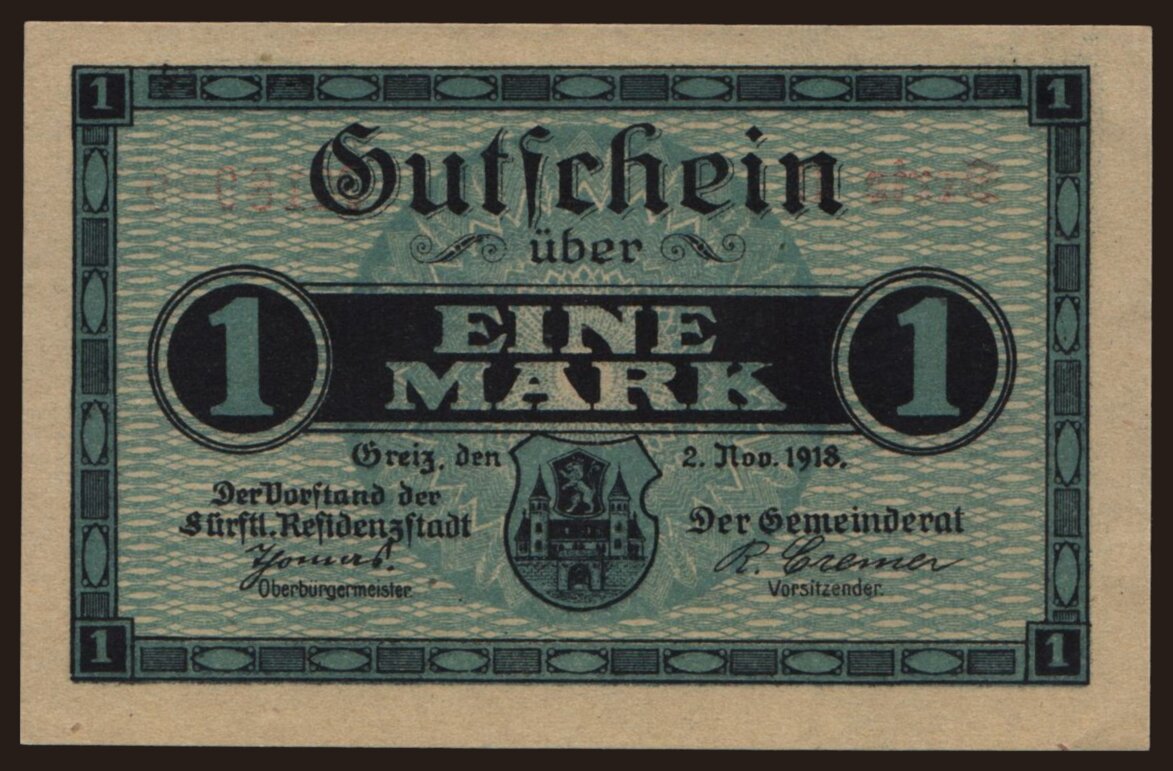 1 1
Gutschein
über
1 EINE 1
MARK
Greiz, den 2. Nov. 1918.
Der Vorstand der
Fürstl. Residenzstadt
Oberbürgermeister.
Der Gemeinderat
R. Cremer
Vorsitzender.
1 1